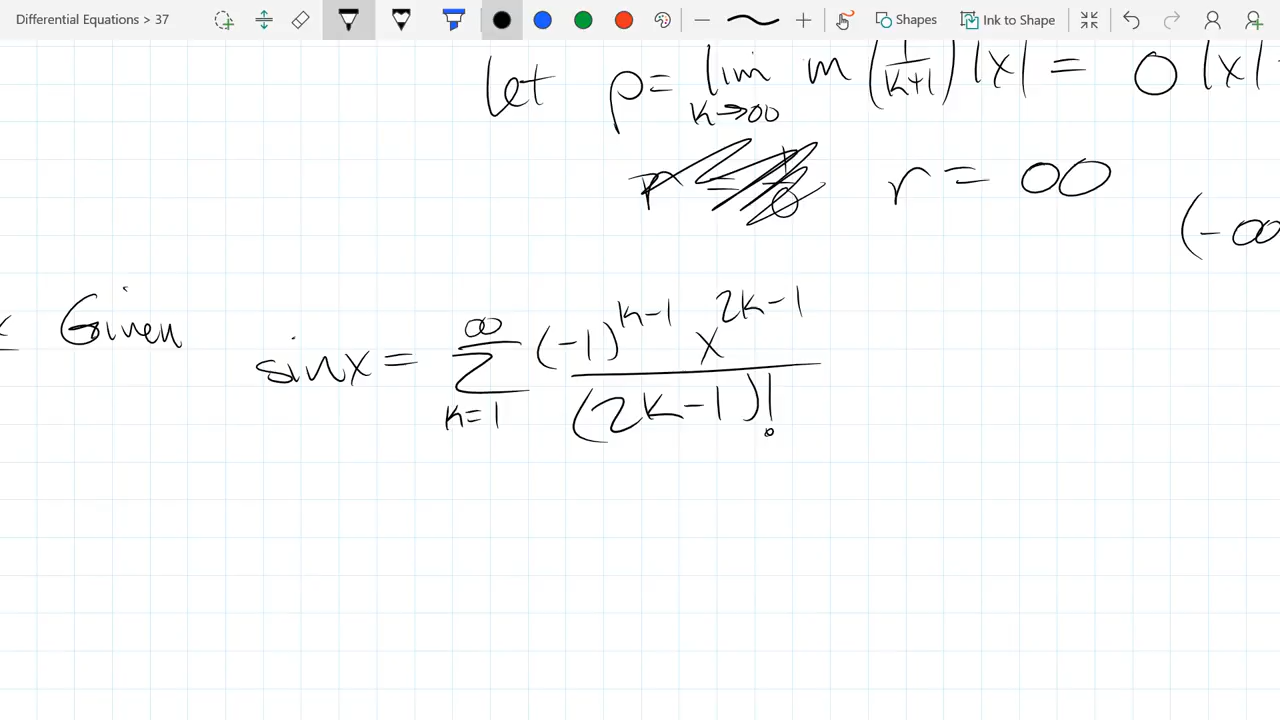 Differential Equations > 37
Shapes
Ink to Shape
let ρ = lim k→∞ m (1/(k+1)) |x| = 0 |x|
r = ∞
(-∞
Given
sin x = ∑ k=1 ∞ (-1)^(k-1) x^(2k-1) / (2k-1)!